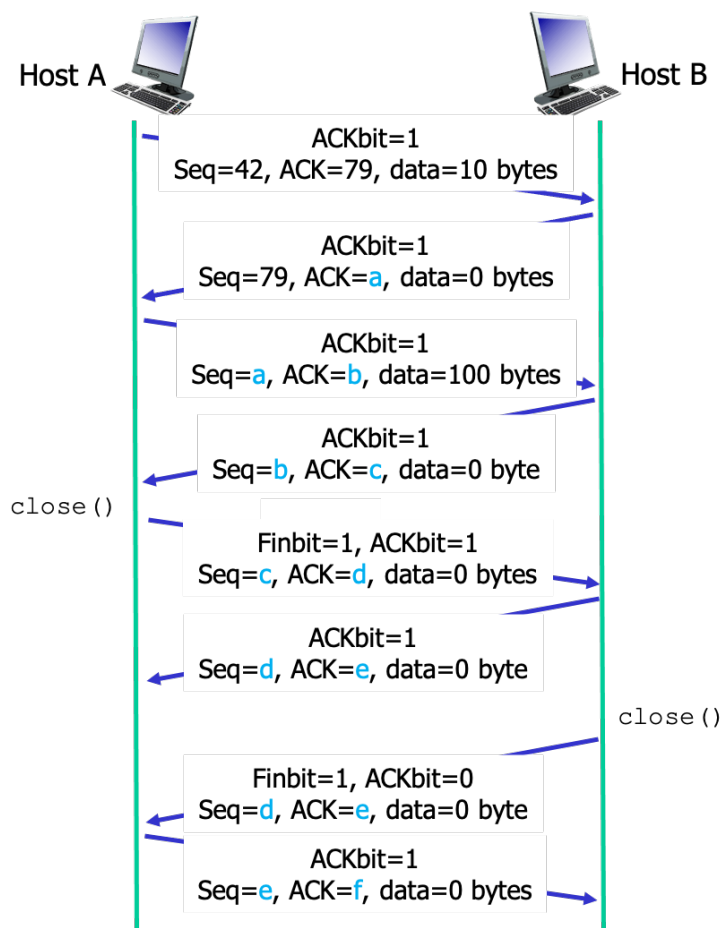 Host A
Host B
ACKbit=1
Seq=42, ACK=79, data=10 bytes
ACKbit=1
Seq=79, ACK=a, data=0 bytes
ACKbit=1
Seq=a, ACK=b, data=100 bytes
ACKbit=1
Seq=b, ACK=c, data=0 byte
close()
Finbit=1, ACKbit=1
Seq=c, ACK=d, data=0 bytes
ACKbit=1
Seq=d, ACK=e, data=0 byte
close()
Finbit=1, ACKbit=0
Seq=d, ACK=e, data=0 byte
ACKbit=1
Seq=e, ACK=f, data=0 bytes